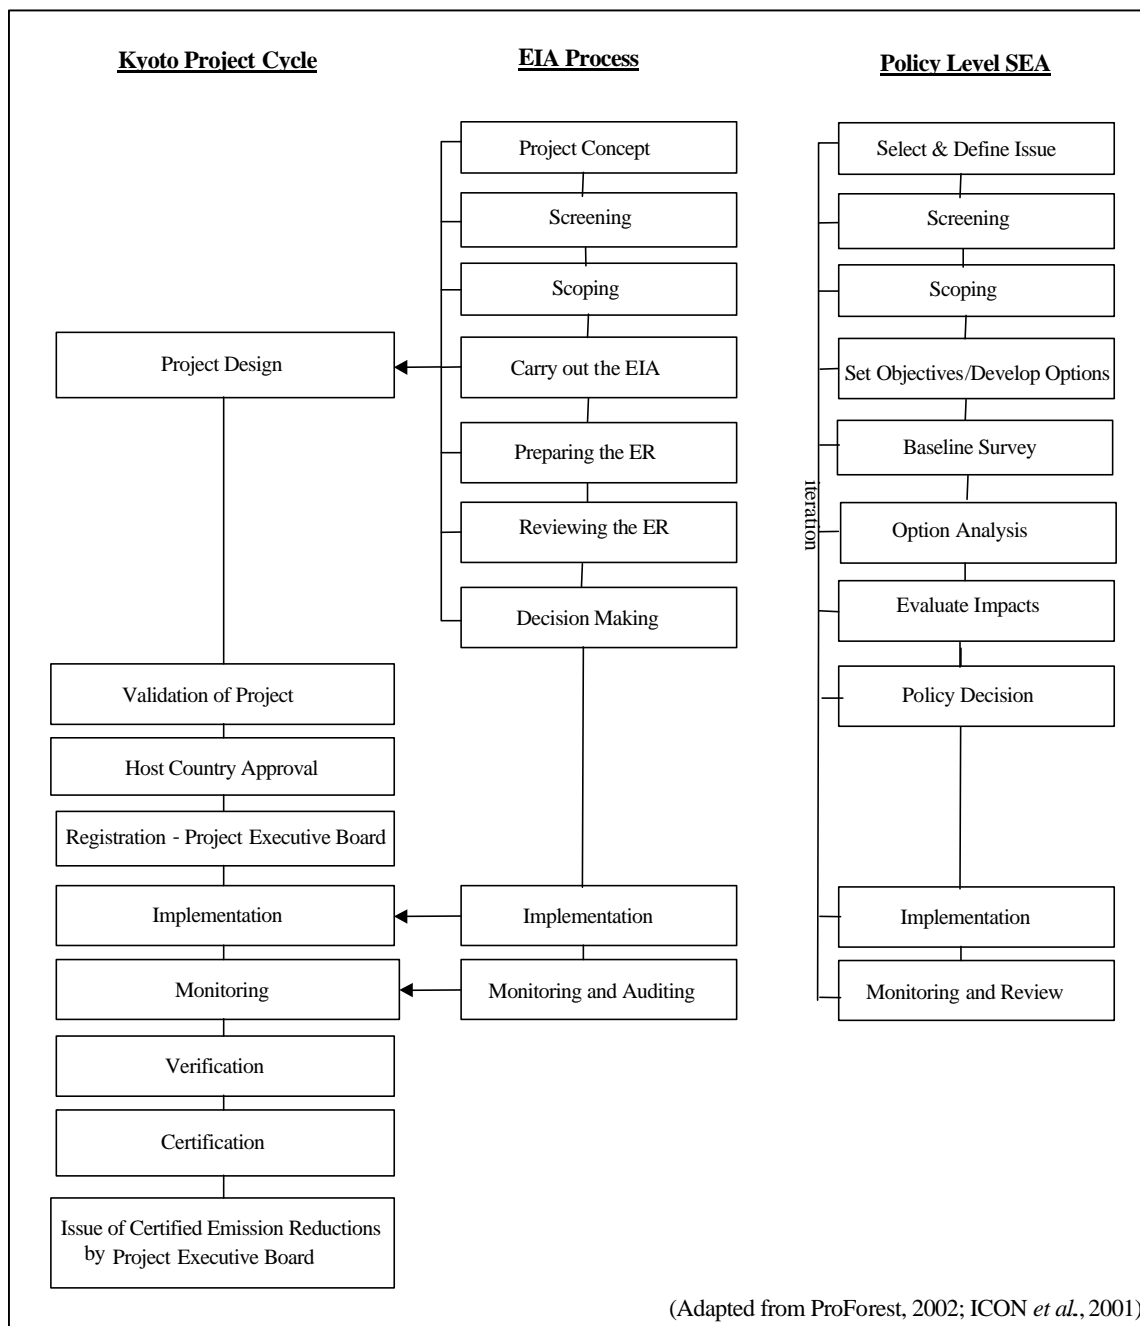 Kyoto Project Cycle
EIA Process
Policy Level SEA
Project Design
Validation of Project
Host Country Approval
Registration - Project Executive Board
Implementation
Monitoring
Verification
Certification
Issue of Certified Emission Reductions
by Project Executive Board
Project Concept
Screening
Scoping
Carry out the EIA
Preparing the ER
Reviewing the ER
Decision Making
Implementation
Monitoring and Auditing
iteration
Select & Define Issue
Screening
Scoping
Set Objectives/Develop Options
Baseline Survey
Option Analysis
Evaluate Impacts
Policy Decision
Implementation
Monitoring and Review
(Adapted from ProForest, 2002; ICON et al., 2001)